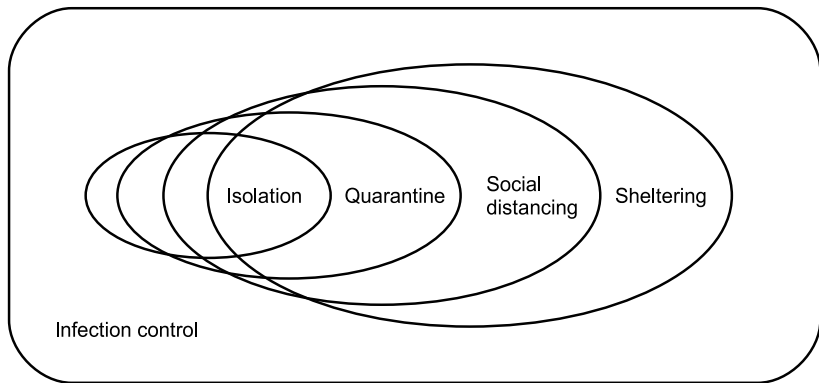 Isolation
Quarantine
Social
distancing
Sheltering
Infection control